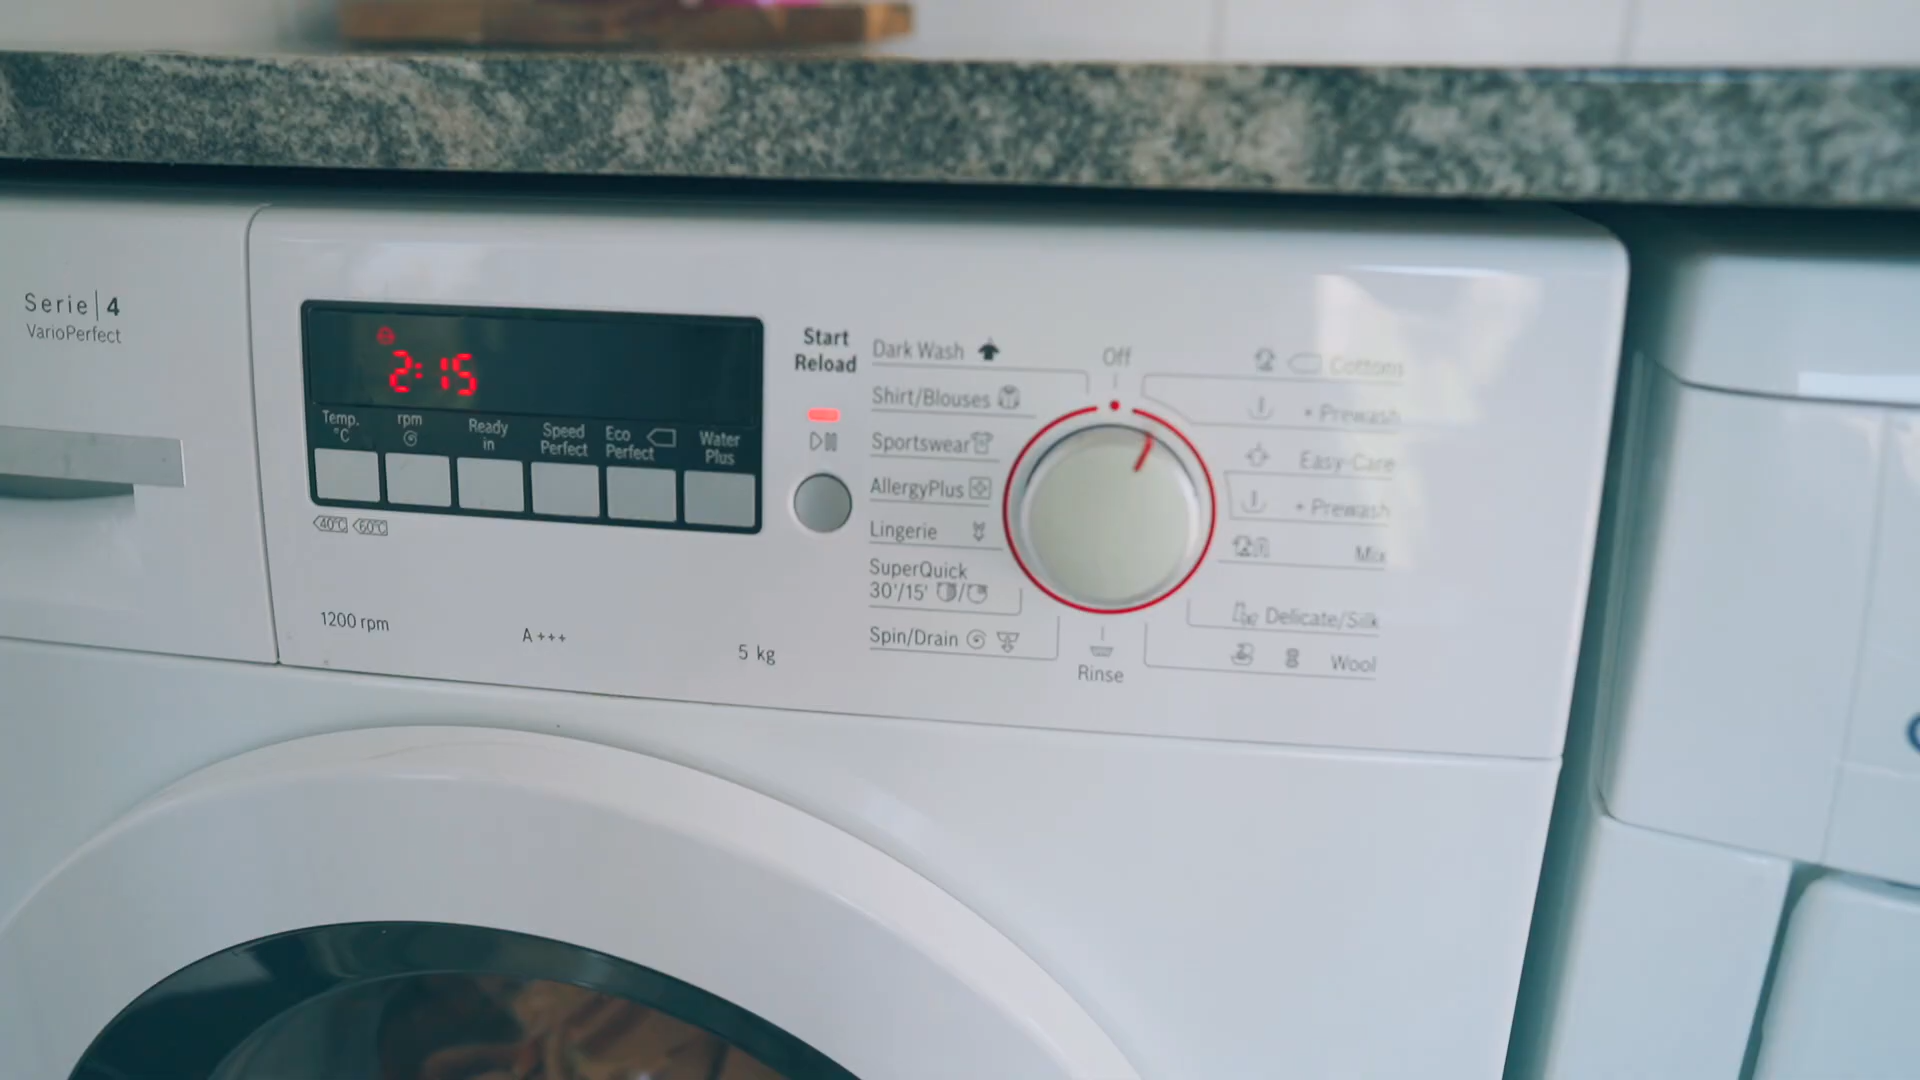 Serie|4
VarioPerfect
2:15
Temp.
°C
rpm
Ready
in
Speed
Perfect
Eco
Perfect
Water
Plus
40°C 60°C
1200 rpm
A+++
5 kg
Start
Reload
Dark Wash
Shirt/Blouses
Sportswear
AllergyPlus
Lingerie
SuperQuick
30'/15'
Spin/Drain
Off
Rinse
Cottons
+ Prewash
Easy-Care
+ Prewash
Mix
Delicate/Silk
Wool